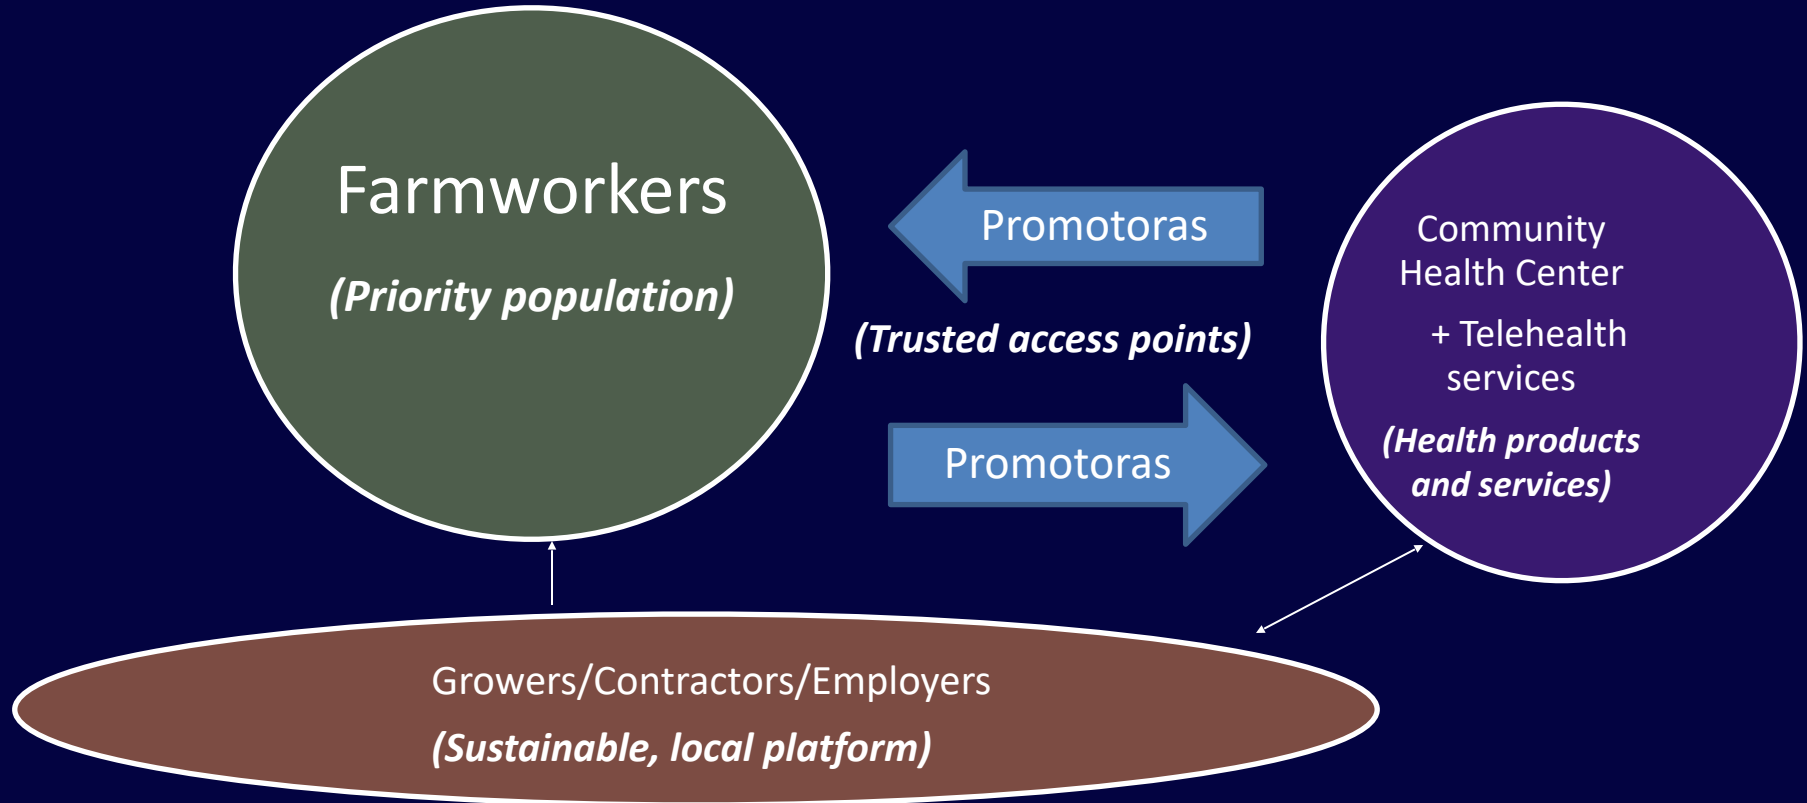 Farmworkers
(Priority population)
Promotoras
(Trusted access points)
Promotoras
Community
Health Center
+ Telehealth
services
(Health products
and services)
Growers/Contractors/Employers
(Sustainable, local platform)